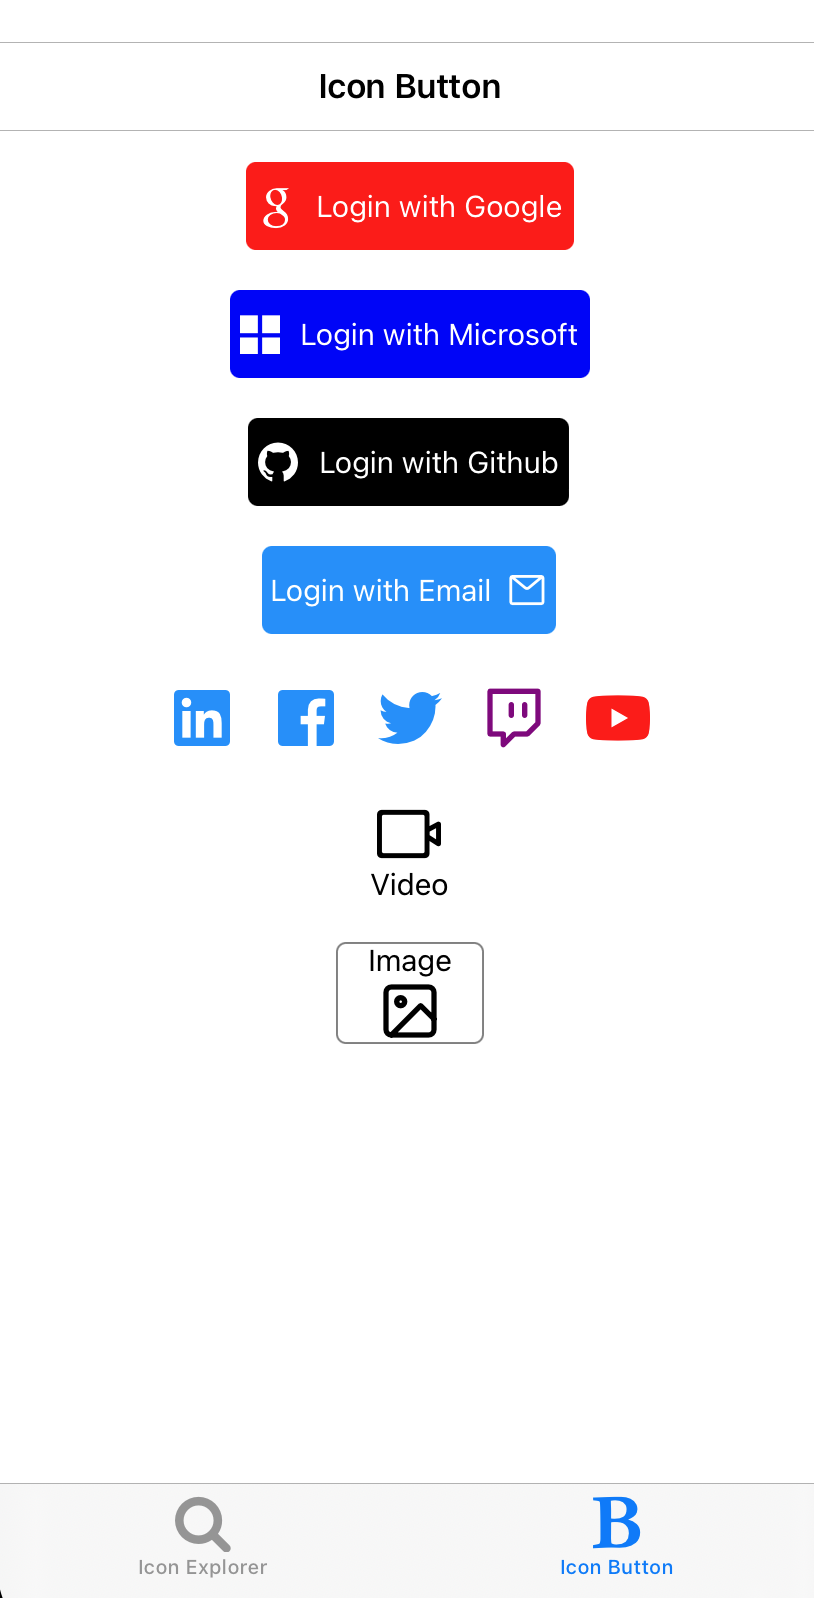 Icon Button
Login with Google
Login with Microsoft
Login with Github
Login with Email
Video
Image
Icon Explorer
Icon Button